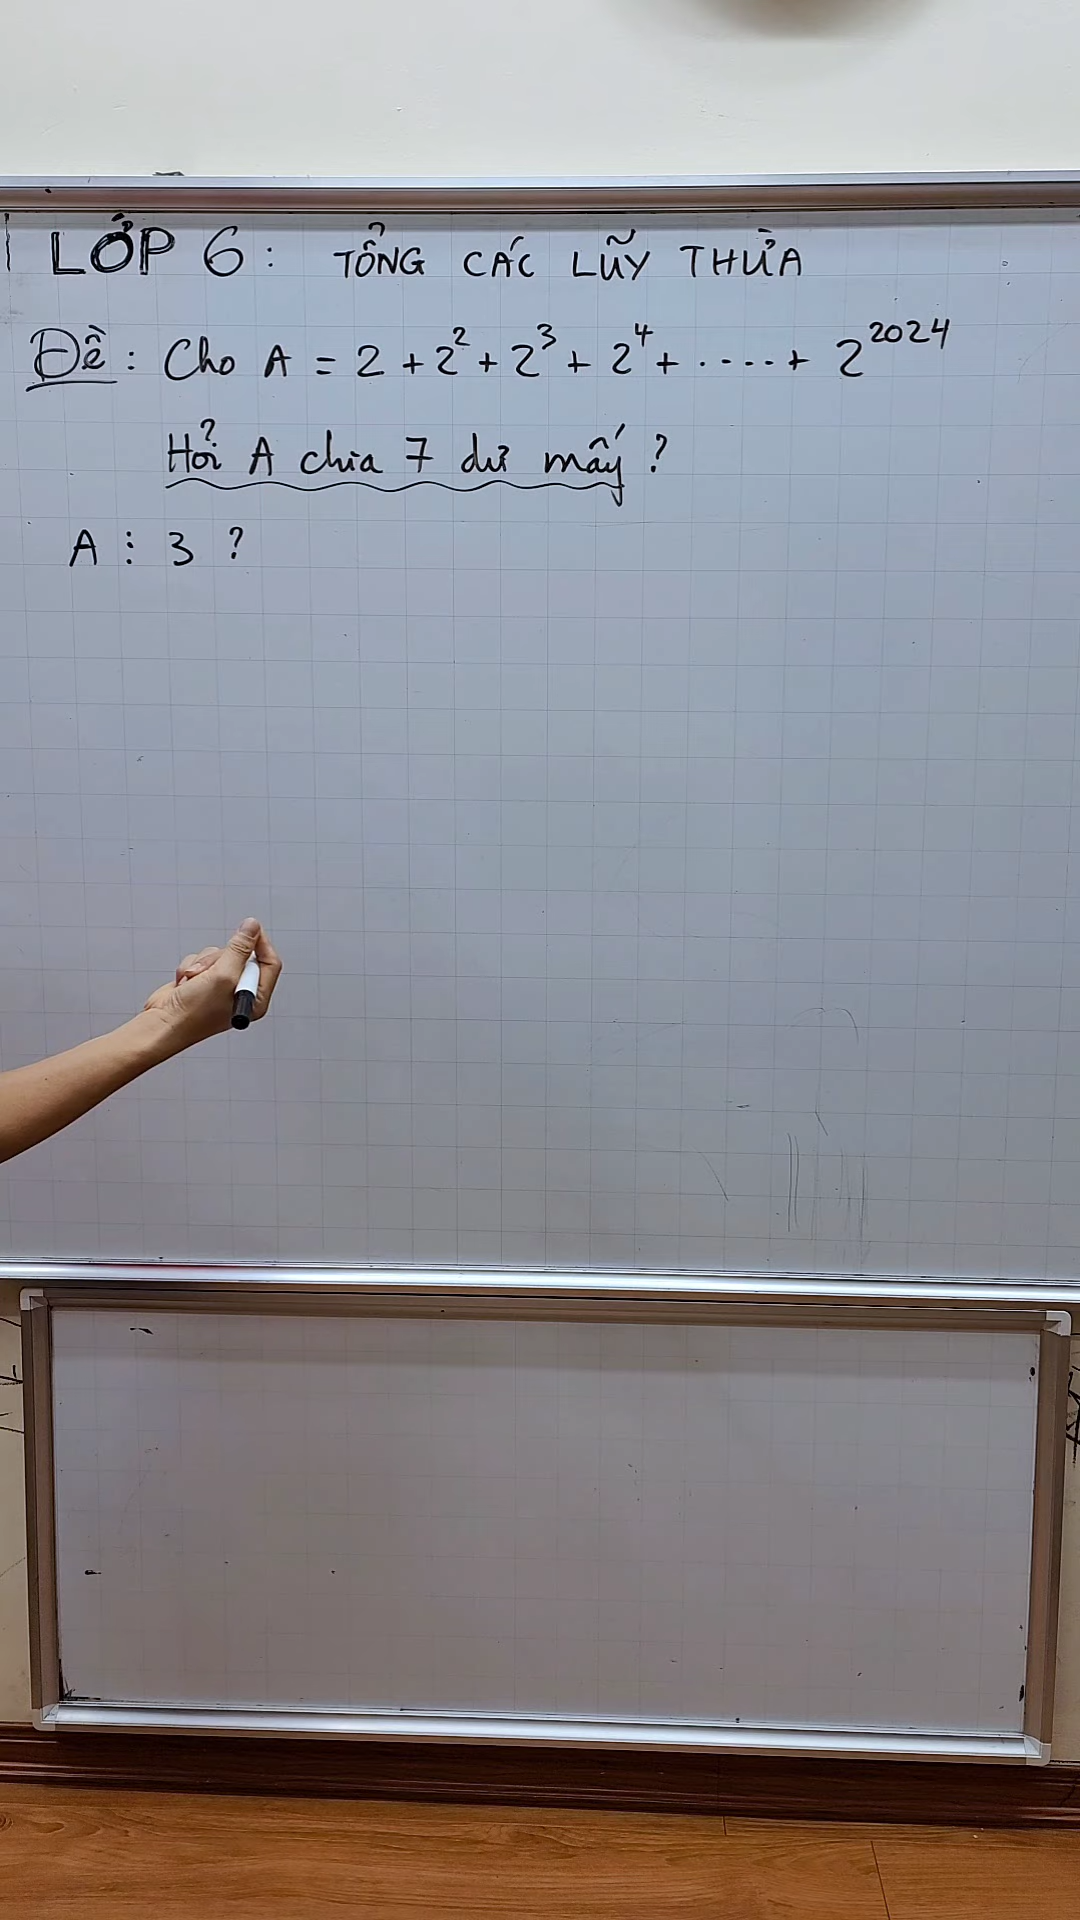 LỚP 6: TỔNG CÁC LŨY THỪA
Đề: Cho A = 2 + 2² + 2³ + 2⁴ + ..... + 2²⁰²⁴
Hỏi A chia 7 dư mấy?
A ⋮ 3 ?